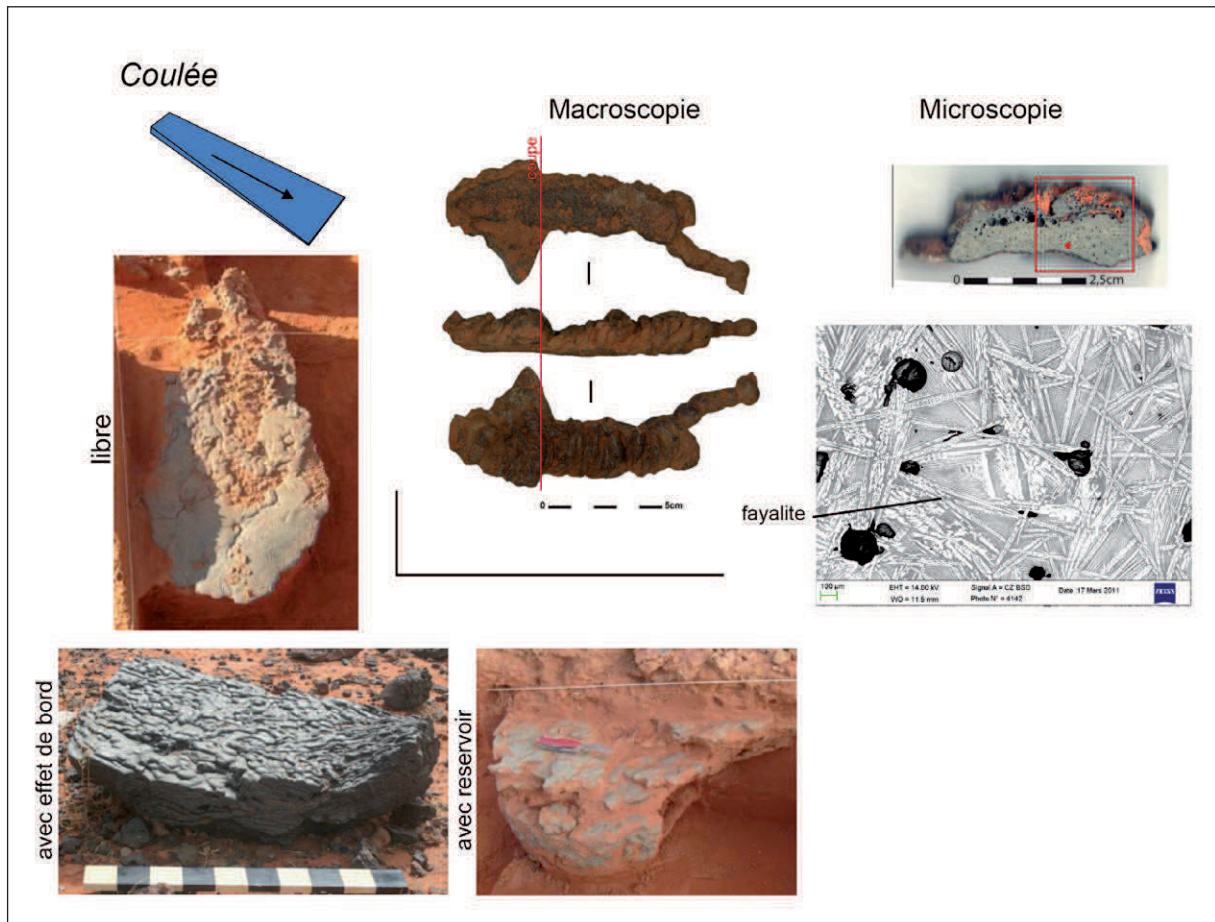 Coulée
Macroscopie
Microscopie
coupe
0 2,5cm
libre
0 5cm
fayalite
100 µm
EHT = 14.00 kV Signal A = CZ BSD Date :17 Mars 2011
WD = 11.5 mm Photo N° = 4142
ZEISS
avec effet de bord
avec reservoir